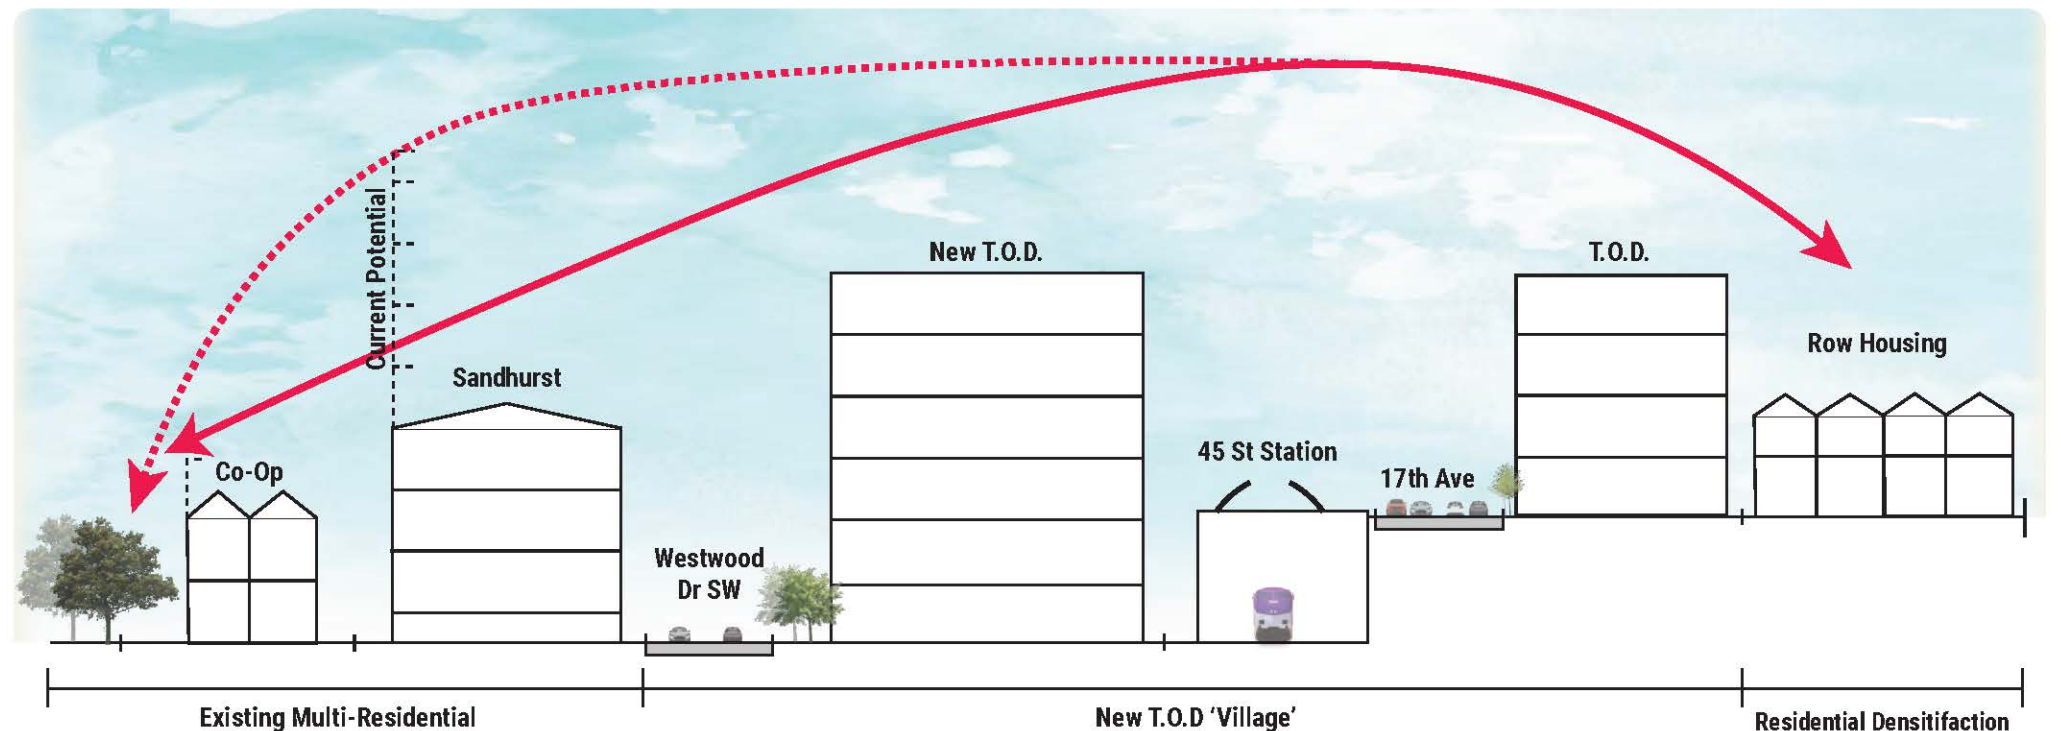 Current Potential
New T.O.D.
T.O.D.
Row Housing
Sandhurst
Co-Op
45 St Station
17th Ave
Westwood
Dr SW
Existing Multi-Residential
New T.O.D 'Village'
Residential Densitifaction